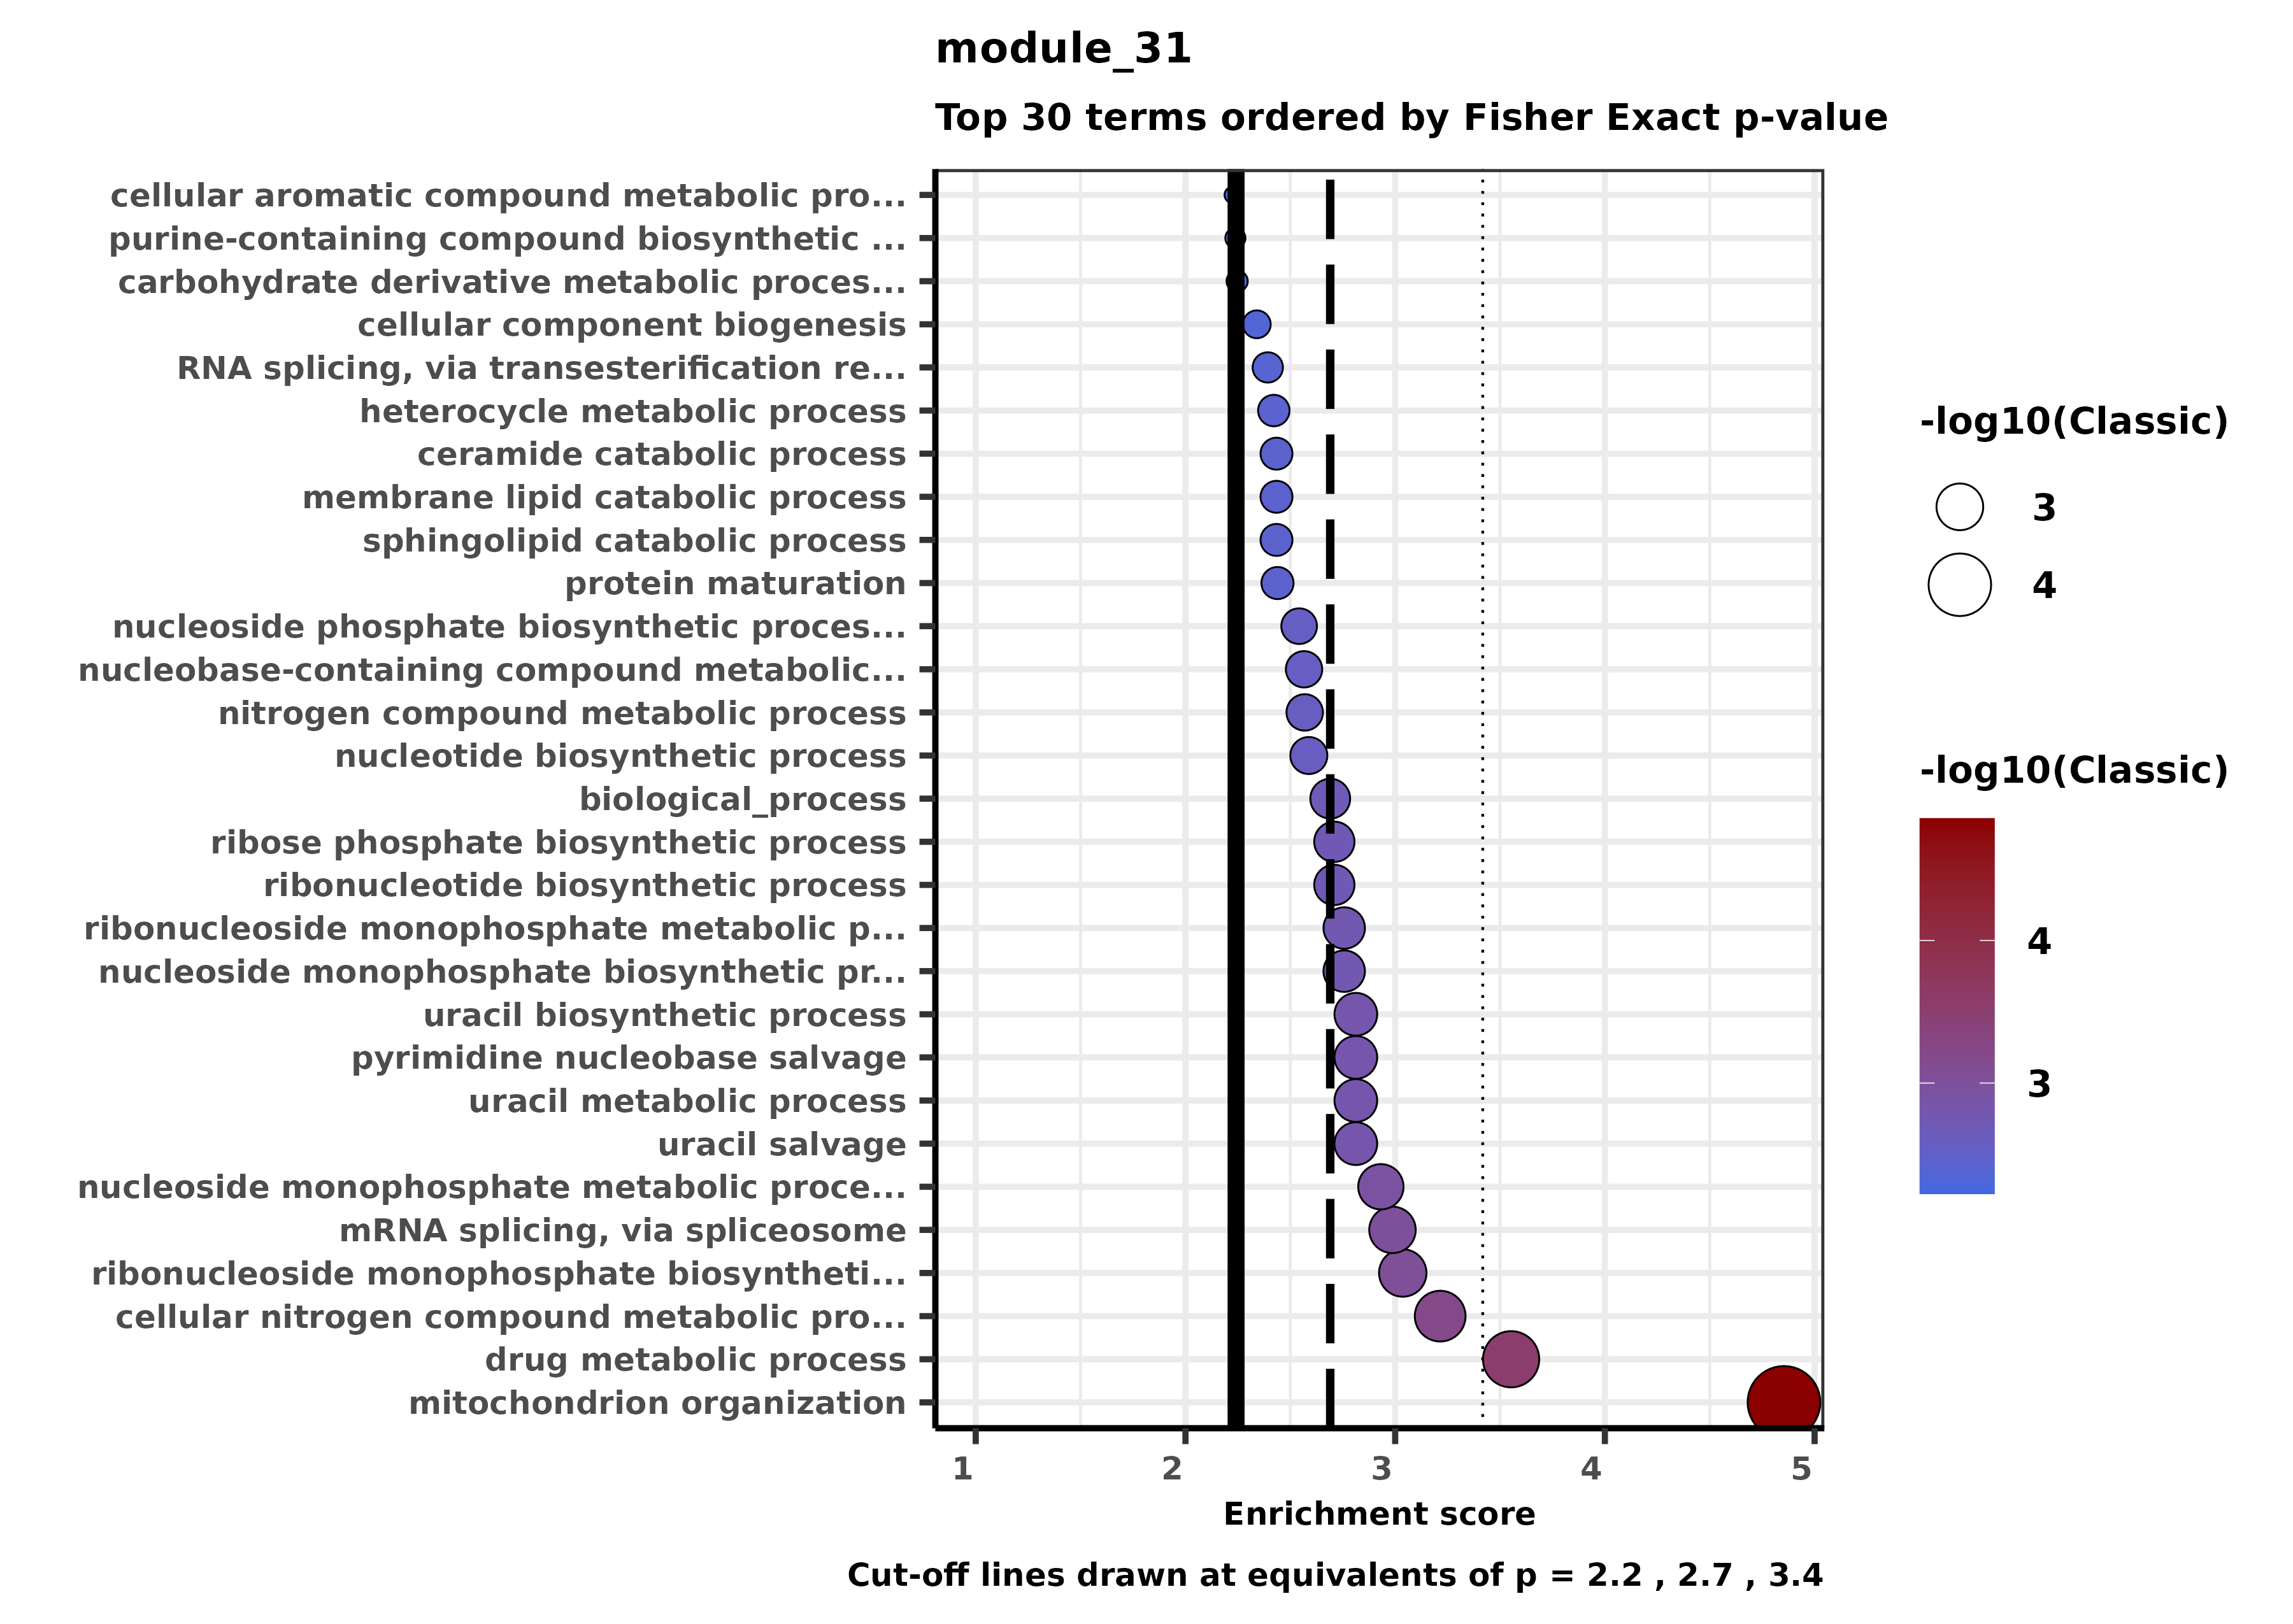 module_31
Top 30 terms ordered by Fisher Exact p-value
cellular aromatic compound metabolic pro...
purine-containing compound biosynthetic ...
carbohydrate derivative metabolic proces...
cellular component biogenesis
RNA splicing, via transesterification re...
heterocycle metabolic process
ceramide catabolic process
membrane lipid catabolic process
sphingolipid catabolic process
protein maturation
nucleoside phosphate biosynthetic proces...
nucleobase-containing compound metabolic...
nitrogen compound metabolic process
nucleotide biosynthetic process
biological_process
ribose phosphate biosynthetic process
ribonucleotide biosynthetic process
ribonucleoside monophosphate metabolic p...
nucleoside monophosphate biosynthetic pr...
uracil biosynthetic process
pyrimidine nucleobase salvage
uracil metabolic process
uracil salvage
nucleoside monophosphate metabolic proce...
mRNA splicing, via spliceosome
ribonucleoside monophosphate biosyntheti...
cellular nitrogen compound metabolic pro...
drug metabolic process
mitochondrion organization
1 2 3 4 5
Enrichment score
Cut-off lines drawn at equivalents of p = 2.2 , 2.7 , 3.4
-log10(Classic)
3
4
-log10(Classic)
4
3